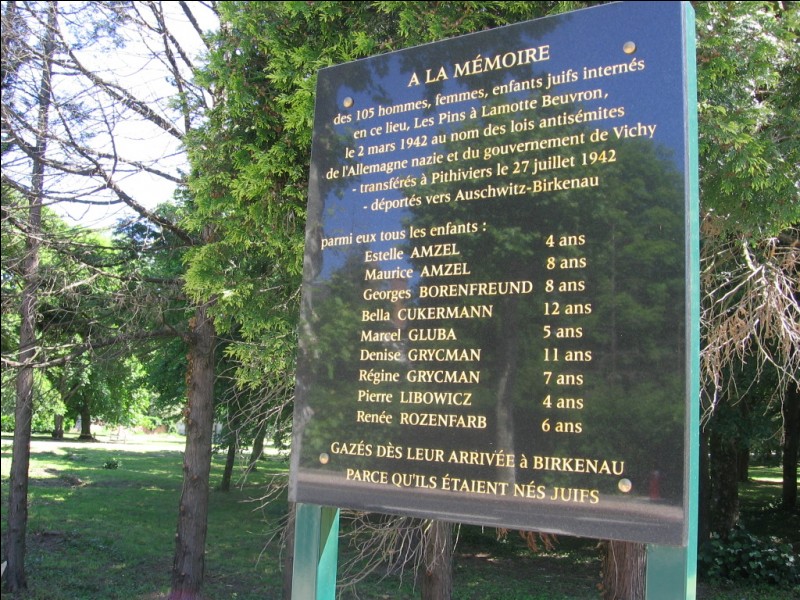 A LA MÉMOIRE
des 105 hommes, femmes, enfants juifs internés
en ce lieu, Les Pins à Lamotte Beuvron,
le 2 mars 1942 au nom des lois antisémites
de l'Allemagne nazie et du gouvernement de Vichy
- transférés à Pithiviers le 27 juillet 1942
- déportés vers Auschwitz-Birkenau
parmi eux tous les enfants :
Estelle AMZEL 4 ans
Maurice AMZEL 8 ans
Georges BORENFREUND 8 ans
Bella CUKERMANN 12 ans
Marcel GLUBA 5 ans
Denise GRYCMAN 11 ans
Régine GRYCMAN 7 ans
Pierre LIBOWICZ 4 ans
Renée ROZENFARB 6 ans
GAZÉS DÈS LEUR ARRIVÉE à BIRKENAU
PARCE QU'ILS ÉTAIENT NÉS JUIFS